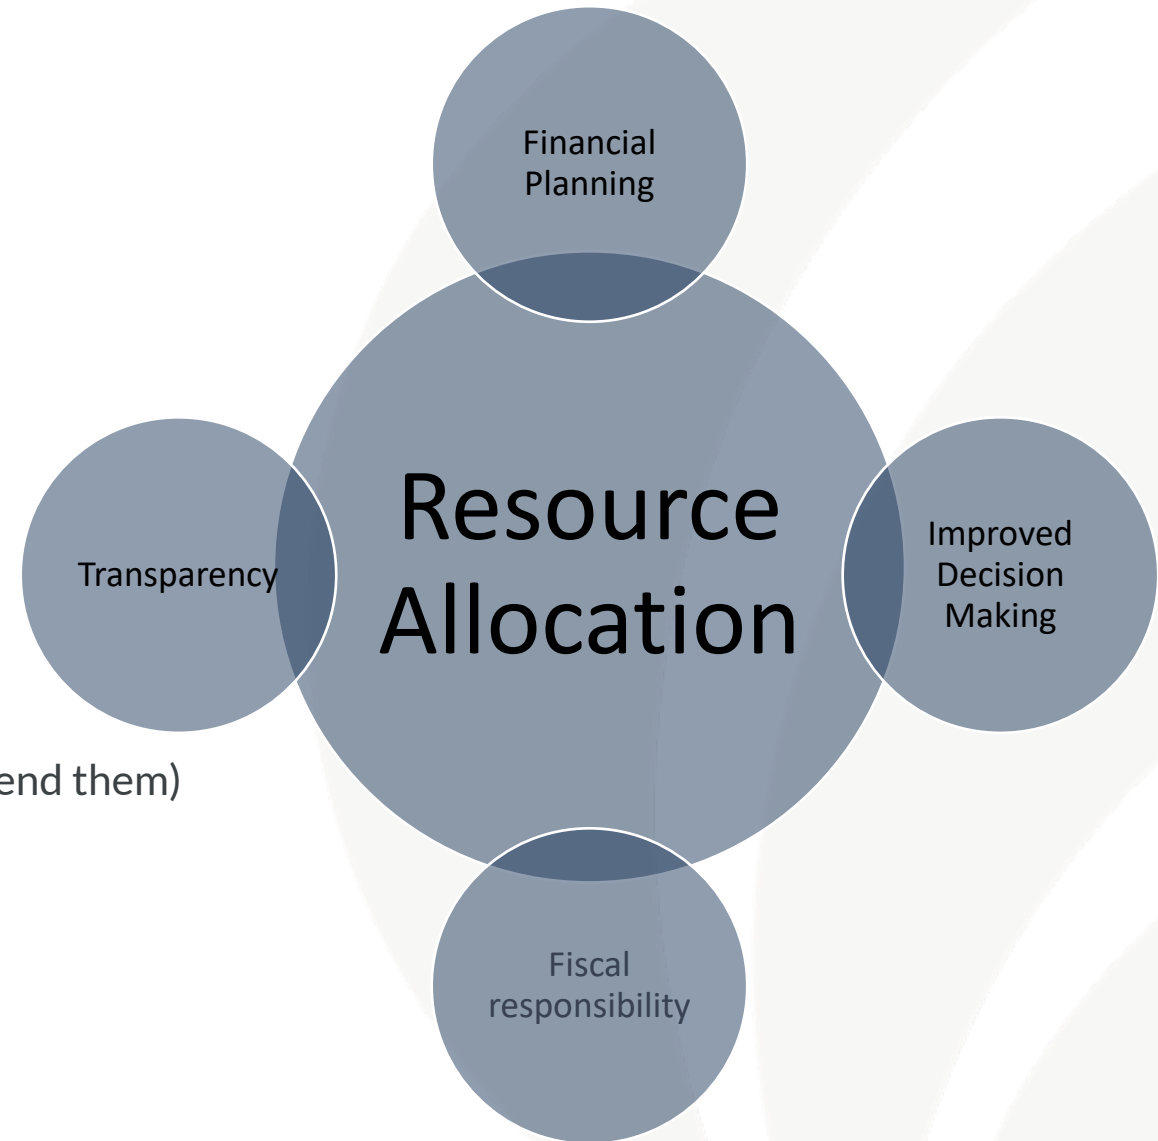 Financial
Planning
Resource
Allocation
Transparency
Improved
Decision
Making
end them)
Fiscal
responsibility